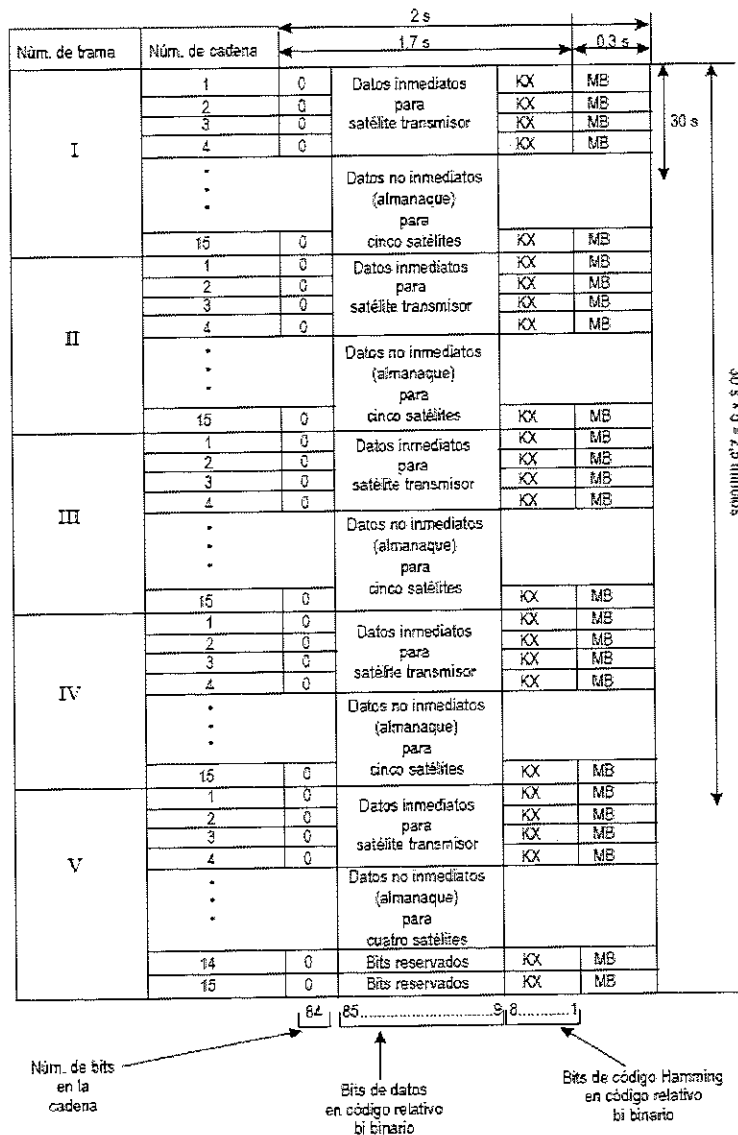 2 s
Núm. de trama Núm. de cadena 1,7 s 0,3 s
I
1 0 Datos inmediatos KX MB
2 0 para KX MB
3 0 satélite transmisor KX MB
4 0 KX MB
30 s
Datos no inmediatos
(almanaque)
para
15 0 cinco satélites KX MB
II
1 0 Datos inmediatos KX MB
2 0 para KX MB
3 0 satélite transmisor KX MB
4 0 KX MB
Datos no inmediatos
(almanaque)
para
15 0 cinco satélites KX MB
III
1 0 Datos inmediatos KX MB
2 0 para KX MB
3 0 satélite transmisor KX MB
4 0 KX MB
Datos no inmediatos
(almanaque)
para
cinco satélites
15 0 KX MB
IV
1 0 Datos inmediatos KX MB
2 0 para KX MB
3 0 satélite transmisor KX MB
4 0 KX MB
Datos no inmediatos
(almanaque)
para
15 0 cinco satélites KX MB
V
1 0 Datos inmediatos KX MB
2 0 para KX MB
3 0 satélite transmisor KX MB
4 0 KX MB
Datos no inmediatos
(almanaque)
para
cuatro satélites
14 0 Bits reservados KX MB
15 0 Bits reservados KX MB
30 s x = 2,5 minutos
84 85.......................9 8..........1
Núm. de bits
en la
cadena
Bits de datos
en código relativo
bi binario
Bits de código Hamming
en código relativo
bi binario